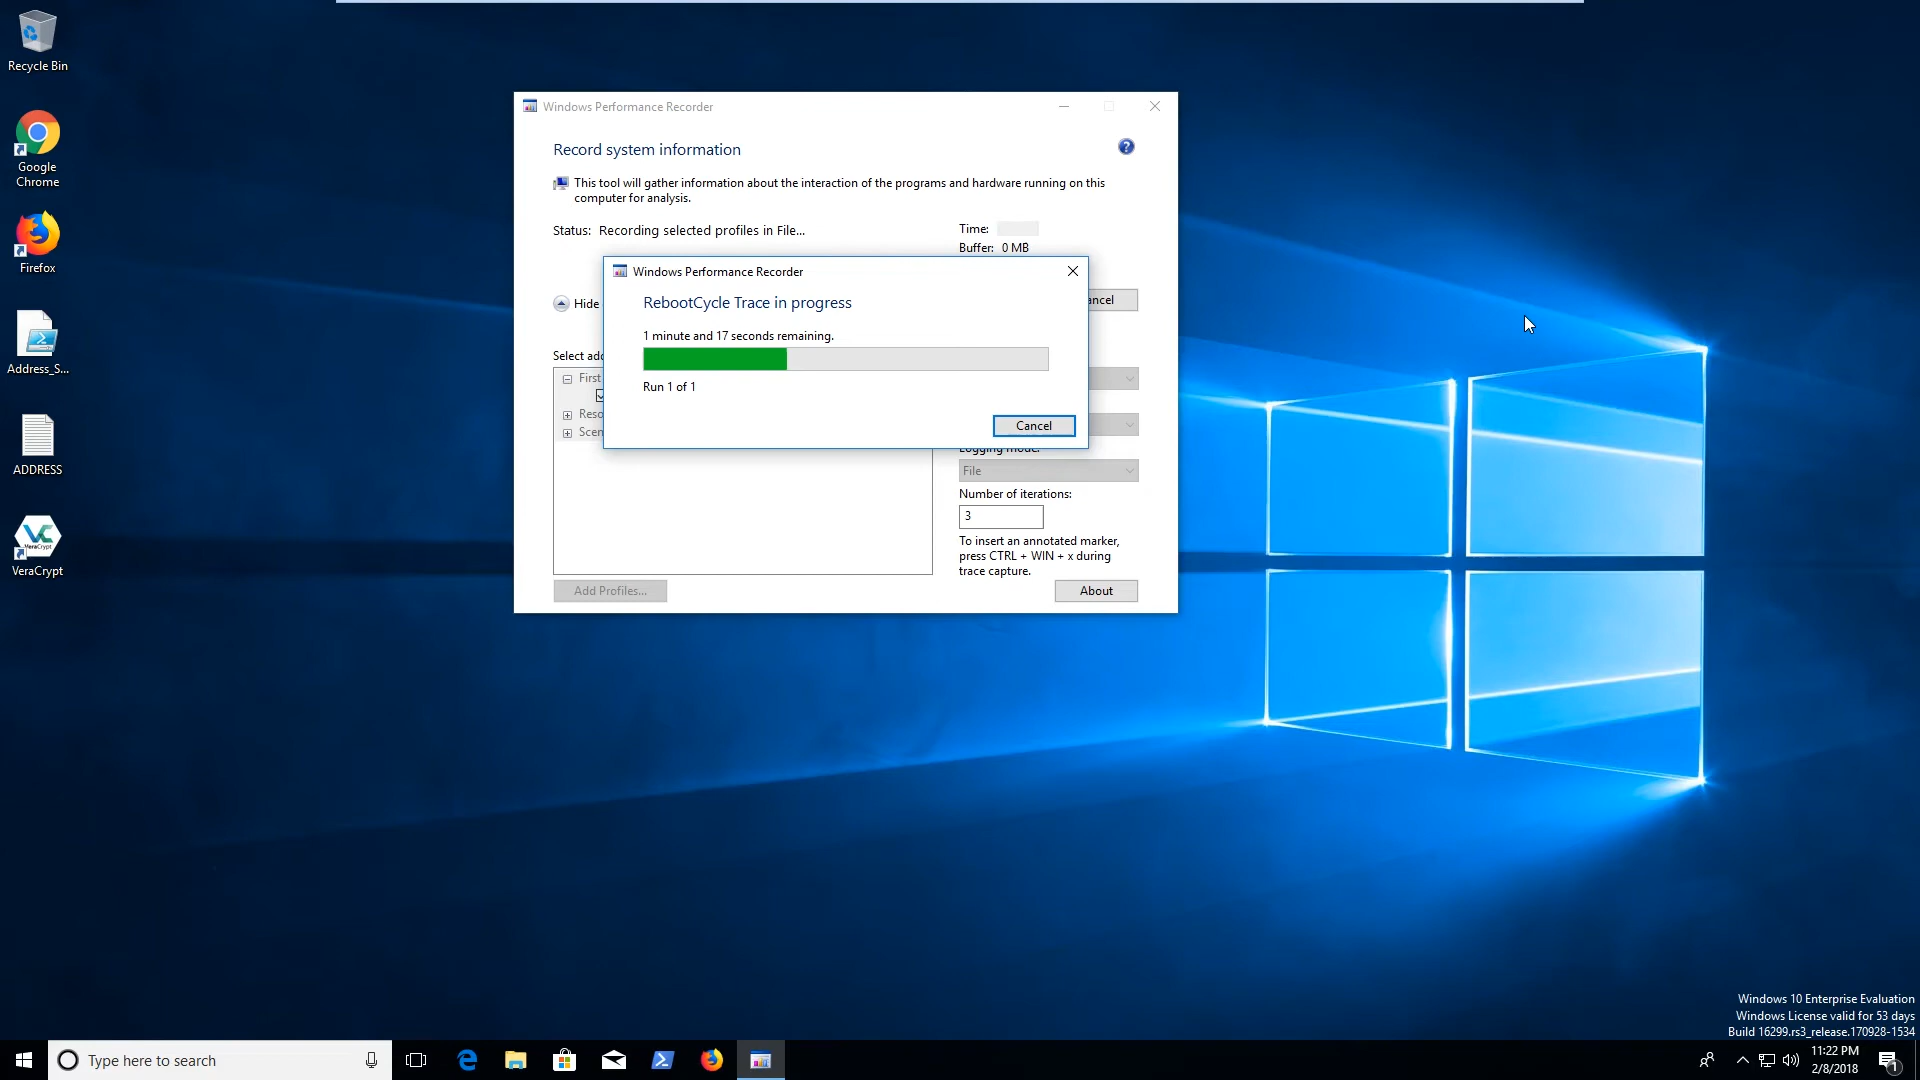 Recycle Bin
Google
Chrome
Firefox
Address_S...
ADDRESS
VeraCrypt
VeraCrypt
Windows Performance Recorder
Record system information
This tool will gather information about the interaction of the programs and hardware running on this
computer for analysis.
Status: Recording selected profiles in File...
Time:
Buffer: 0 MB
Hide
Select
First
Windows Performance Recorder
RebootCycle Trace in progress
1 minute and 17 seconds remaining.
Run 1 of 1
Cancel
Logging mode:
File
Number of iterations:
3
To insert an annotated marker,
press CTRL + WIN + x during
trace capture.
Add Profiles...
About
Windows 10 Enterprise Evaluation
Windows License valid for 53 days
Build 16299.rs3_release.170928-1534
Type here to search
11:22 PM
2/8/2018
1